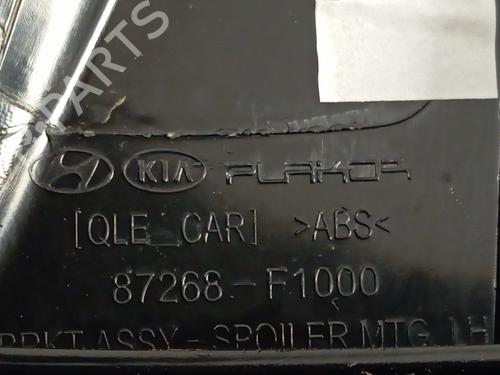 PARTS
KIA PLAKOR
[QLE_CAR] >ABS<
87268-F1000
BRKT ASSY-SPOILER MTG, LH